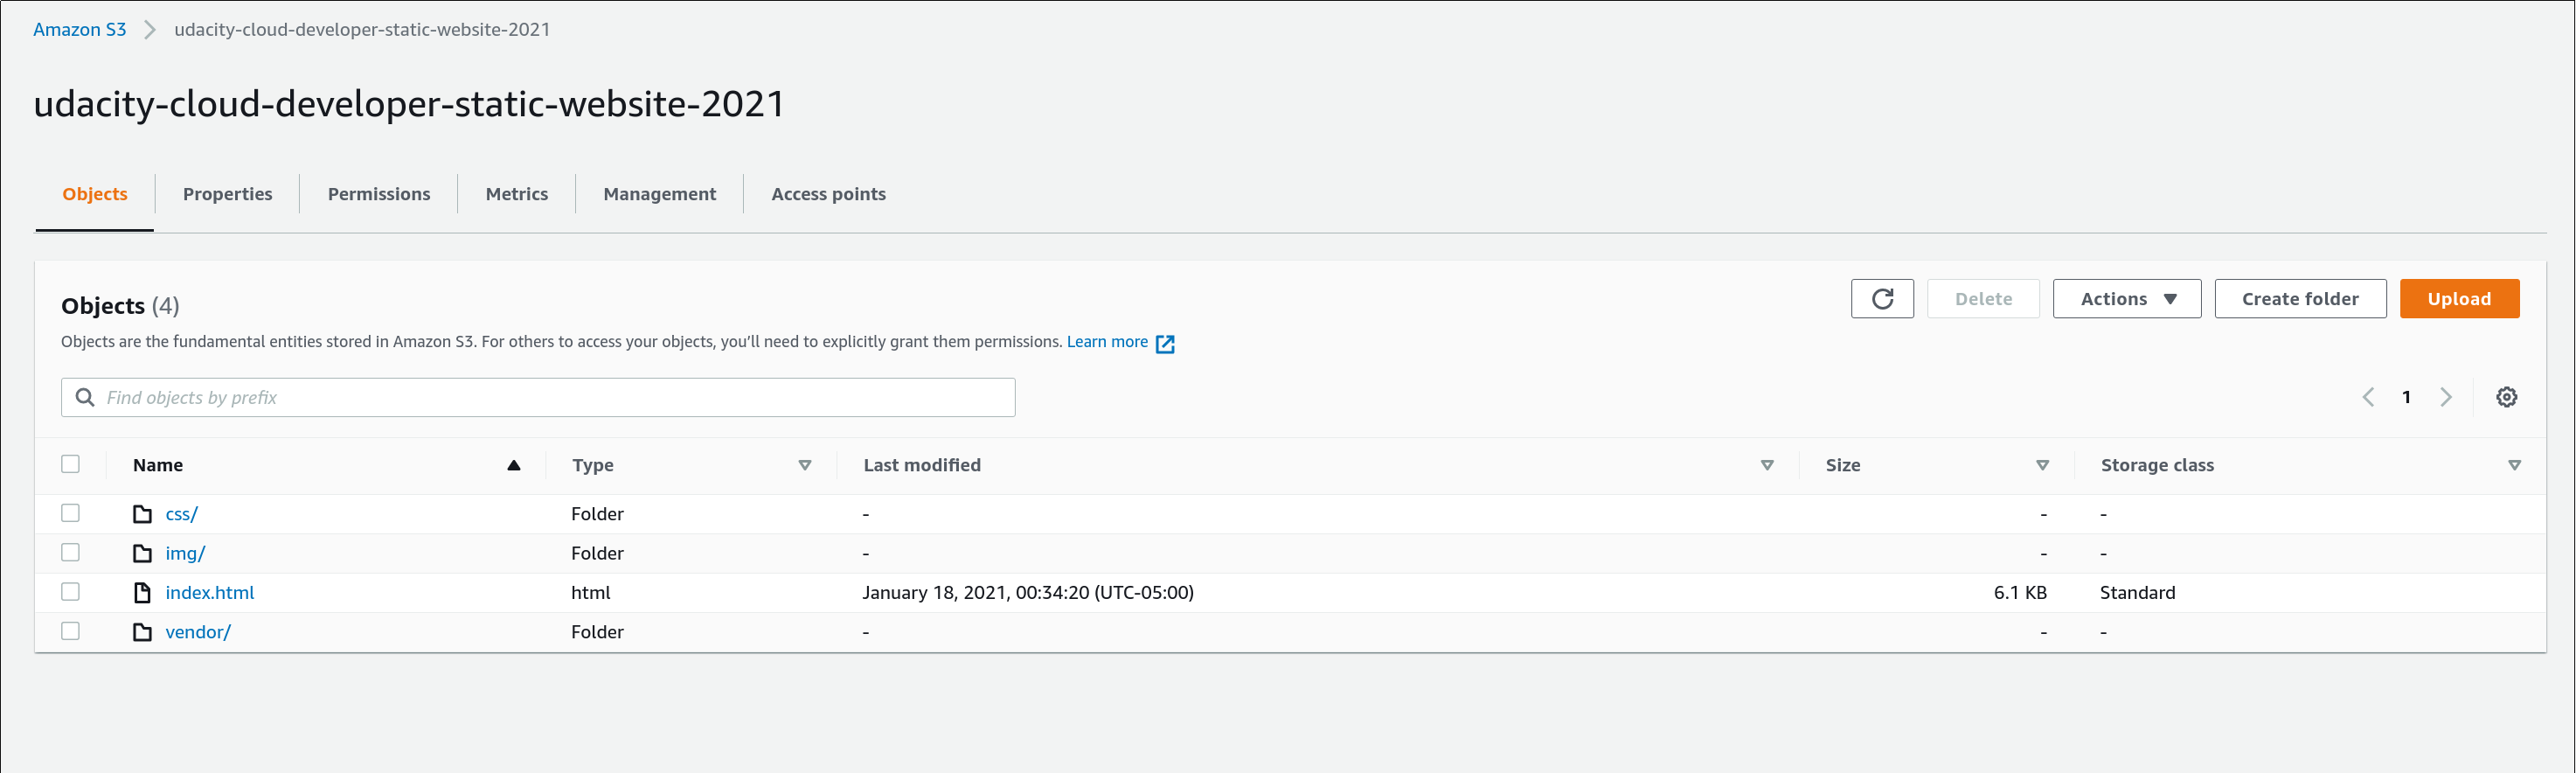 Amazon S3 udacity-cloud-developer-static-website-2021
udacity-cloud-developer-static-website-2021
Objects Properties Permissions Metrics Management Access points
Objects (4)
Delete Actions Create folder Upload
Objects are the fundamental entities stored in Amazon S3. For others to access your objects, you’ll need to explicitly grant them permissions. Learn more
Find objects by prefix
1
Name Type Last modified Size Storage class
css/ Folder - - -
img/ Folder - - -
index.html html January 18, 2021, 00:34:20 (UTC-05:00) 6.1 KB Standard
vendor/ Folder - - -